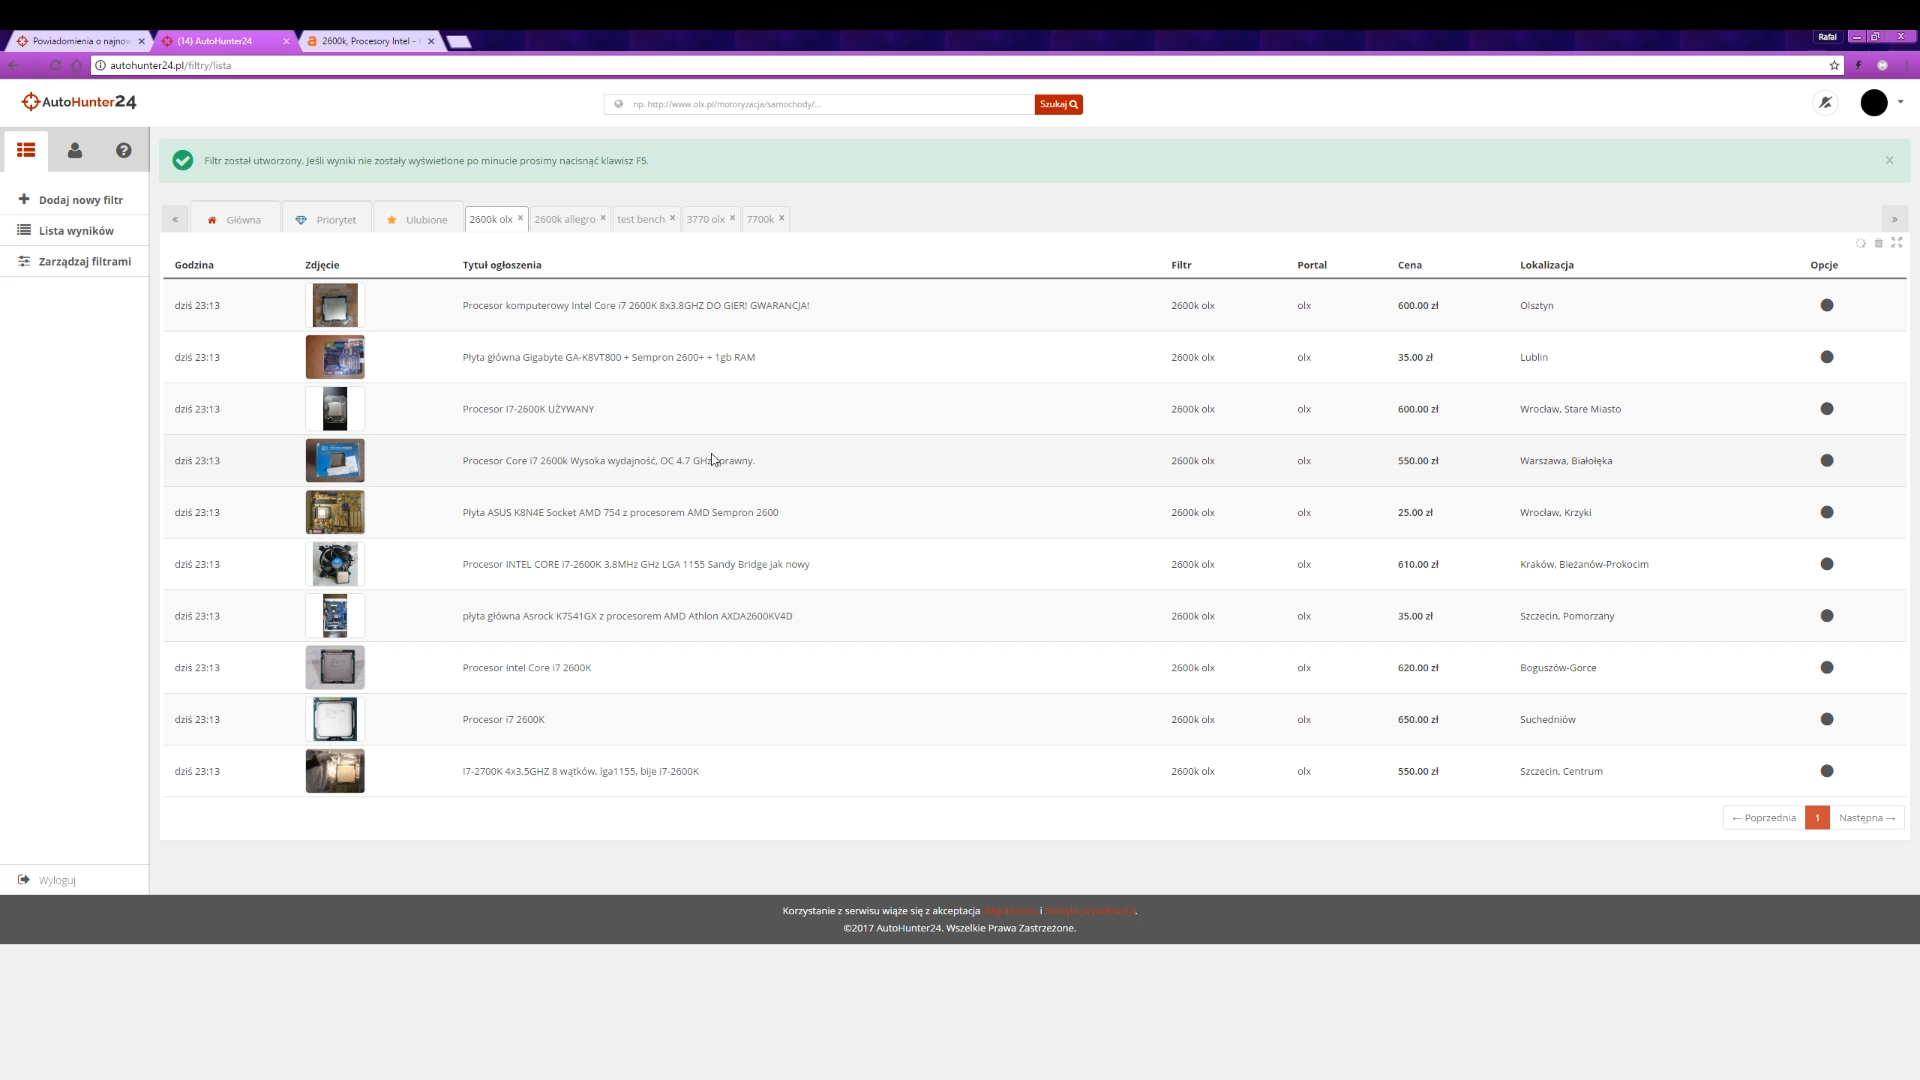 Powiadomienia o najnow
(14) AutoHunter24
2600k, Procesory Intel -
Rafał
autohunter24.pl/filtry/lista
AutoHunter24
np. http://www.olx.pl/motoryzacja/samochody/...
Szukaj
Filtr został utworzony. Jeśli wyniki nie zostały wyświetlone po minucie prosimy nacisnąć klawisz F5.
Dodaj nowy filtr
Lista wyników
Zarządzaj filtrami
Główna
Priorytet
Ulubione
2600k olx
2600k allegro
test bench
3770 olx
7700k
Godzina Zdjęcie Tytuł ogłoszenia Filtr Portal Cena Lokalizacja Opcje
dziś 23:13 Procesor komputerowy Intel Core i7 2600K 8x3.8GHZ DO GIER! GWARANCJA! 2600k olx olx 600.00 zł Olsztyn
dziś 23:13 Płyta główna Gigabyte GA-K8VT800 + Sempron 2600+ + 1gb RAM 2600k olx olx 35.00 zł Lublin
dziś 23:13 Procesor I7-2600K UŻYWANY 2600k olx olx 600.00 zł Wrocław, Stare Miasto
dziś 23:13 Procesor Core i7 2600k Wysoka wydajność, OC 4.7 GHz prawny. 2600k olx olx 550.00 zł Warszawa, Białołęka
dziś 23:13 Płyta ASUS K8N4E Socket AMD 754 z procesorem AMD Sempron 2600 2600k olx olx 25.00 zł Wrocław, Krzyki
dziś 23:13 Procesor INTEL CORE i7-2600K 3,8MHz GHz LGA 1155 Sandy Bridge jak nowy 2600k olx olx 610.00 zł Kraków, Bieżanów-Prokocim
dziś 23:13 płyta główna Asrock K7S41GX z procesorem AMD Athlon AXDA2600KV4D 2600k olx olx 35.00 zł Szczecin, Pomorzany
dziś 23:13 Procesor Intel Core i7 2600K 2600k olx olx 620.00 zł Boguszów-Gorce
dziś 23:13 Procesor i7 2600K 2600k olx olx 650.00 zł Suchedniów
dziś 23:13 I7-2700K 4x3.5GHZ 8 wątków, lga1155, bije i7-2600K 2600k olx olx 550.00 zł Szczecin, Centrum
← Poprzednia 1 Następna →
Wyloguj
Korzystanie z serwisu wiąże się z akceptacja i .
©2017 AutoHunter24. Wszelkie Prawa Zastrzeżone.